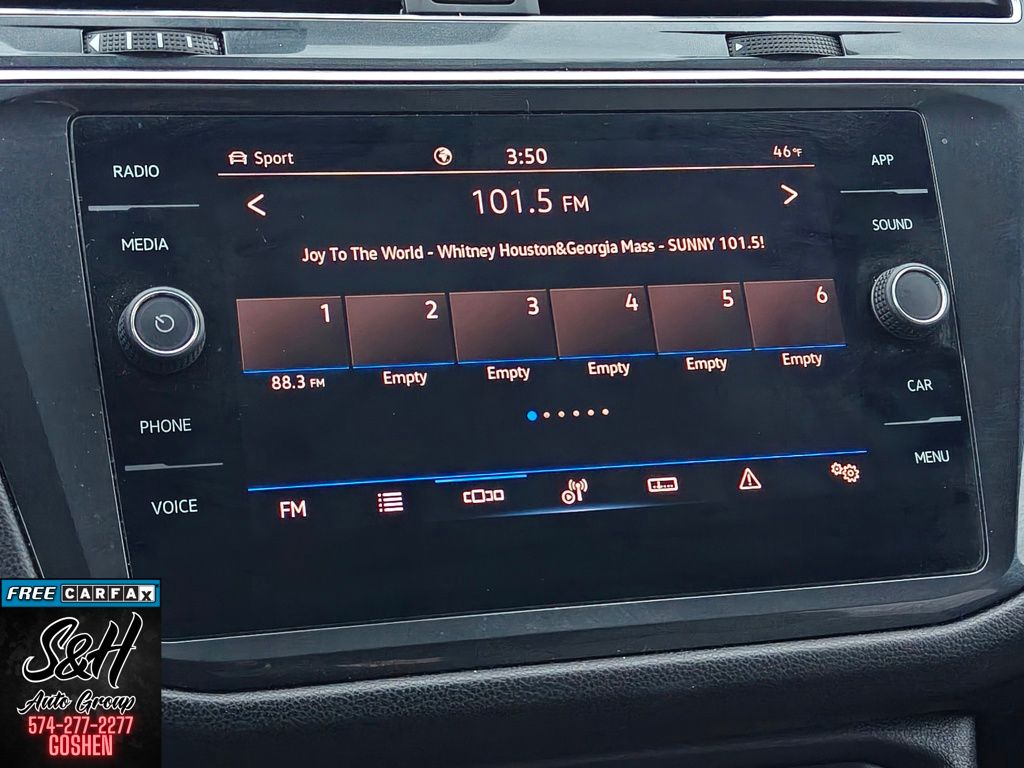 Sport 3:50 46°F
RADIO
APP
101.5 FM
MEDIA
SOUND
Joy To The World - Whitney Houston&Georgia Mass - SUNNY 101.5!
1 2 3 4 5 6
88.3 FM Empty Empty Empty Empty Empty
CAR
PHONE
MENU
VOICE
FM
FREE CARFAX
S&H
Auto Group
574-277-2277
GOSHEN